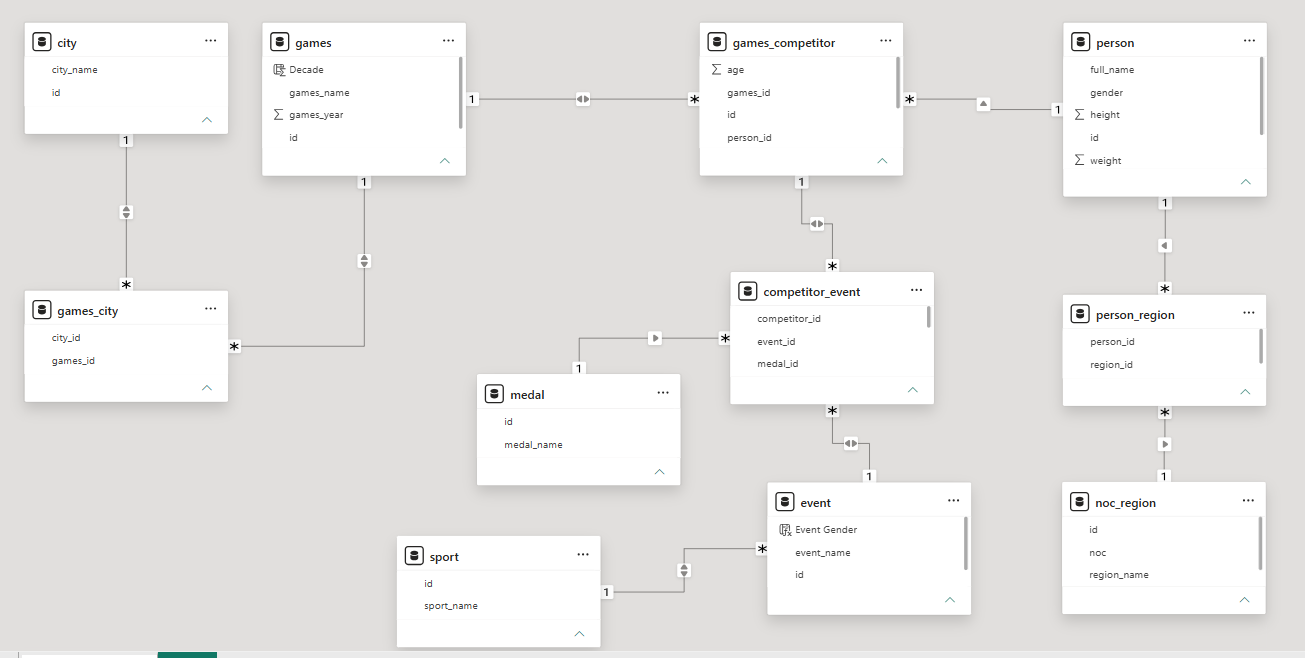 city
city_name
id
1
*
games_city
city_id
games_id
*
games
Decade
games_name
games_year
id
1
1
*
games_competitor
age
games_id
id
person_id
*
1
1
*
person
full_name
gender
height
id
weight
1
*
person_region
person_id
region_id
*
1
noc_region
id
noc
region_name
competitor_event
competitor_id
event_id
medal_id
*
1
medal
id
medal_name
*
1
event
Event Gender
event_name
id
*
1
sport
id
sport_name